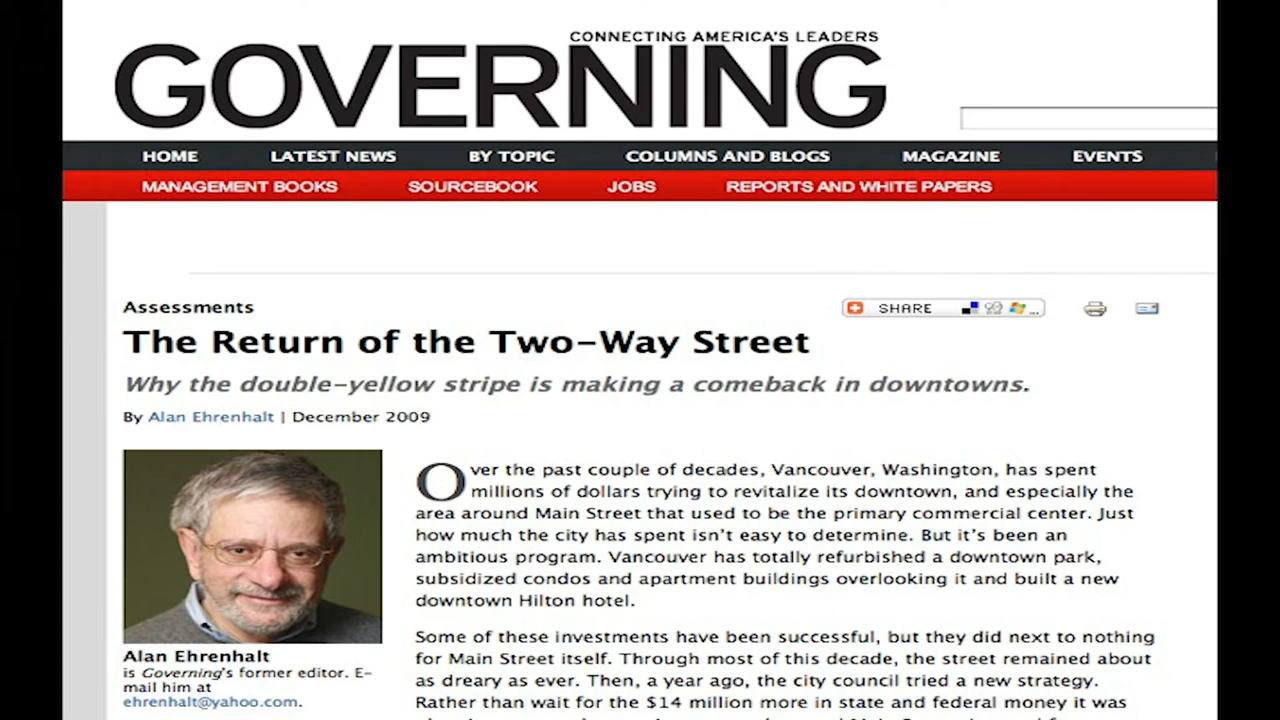 CONNECTING AMERICA'S LEADERS
GOVERNING
HOME LATEST NEWS BY TOPIC COLUMNS AND BLOGS MAGAZINE EVENTS
MANAGEMENT BOOKS SOURCEBOOK JOBS REPORTS AND WHITE PAPERS
Assessments
SHARE
The Return of the Two-Way Street
Why the double-yellow stripe is making a comeback in downtowns.
By Alan Ehrenhalt | December 2009
Over the past couple of decades, Vancouver, Washington, has spent
millions of dollars trying to revitalize its downtown, and especially the
area around Main Street that used to be the primary commercial center. Just
how much the city has spent isn't easy to determine. But it's been an
ambitious program. Vancouver has totally refurbished a downtown park,
subsidized condos and apartment buildings overlooking it and built a new
downtown Hilton hotel.
Some of these investments have been successful, but they did next to nothing
for Main Street itself. Through most of this decade, the street remained about
as dreary as ever. Then, a year ago, the city council tried a new strategy.
Rather than wait for the $14 million more in state and federal money it was
Alan Ehrenhalt
is Governing's former editor. E-
mail him at
ehrenhalt@yahoo.com.